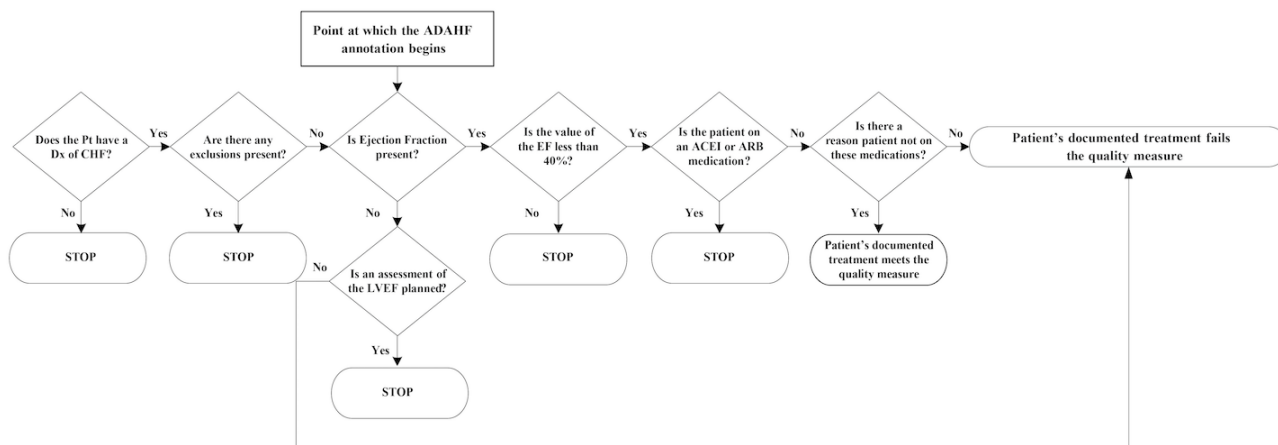 Point at which the ADAHF
annotation begins
Does the Pt have a
Dx of CHF?
Yes
No
STOP
Are there any
exclusions present?
No
Yes
STOP
Is Ejection Fraction
present?
Yes
No
Is an assessment of
the LVEF planned?
No
Yes
STOP
Is the value of
the EF less than
40%?
Yes
No
STOP
Is the patient on
an ACEI or ARB
medication?
No
Yes
STOP
Is there a
reason patient not on
these medications?
No
Yes
Patient's documented
treatment meets the
quality measure
Patient's documented treatment fails
the quality measure